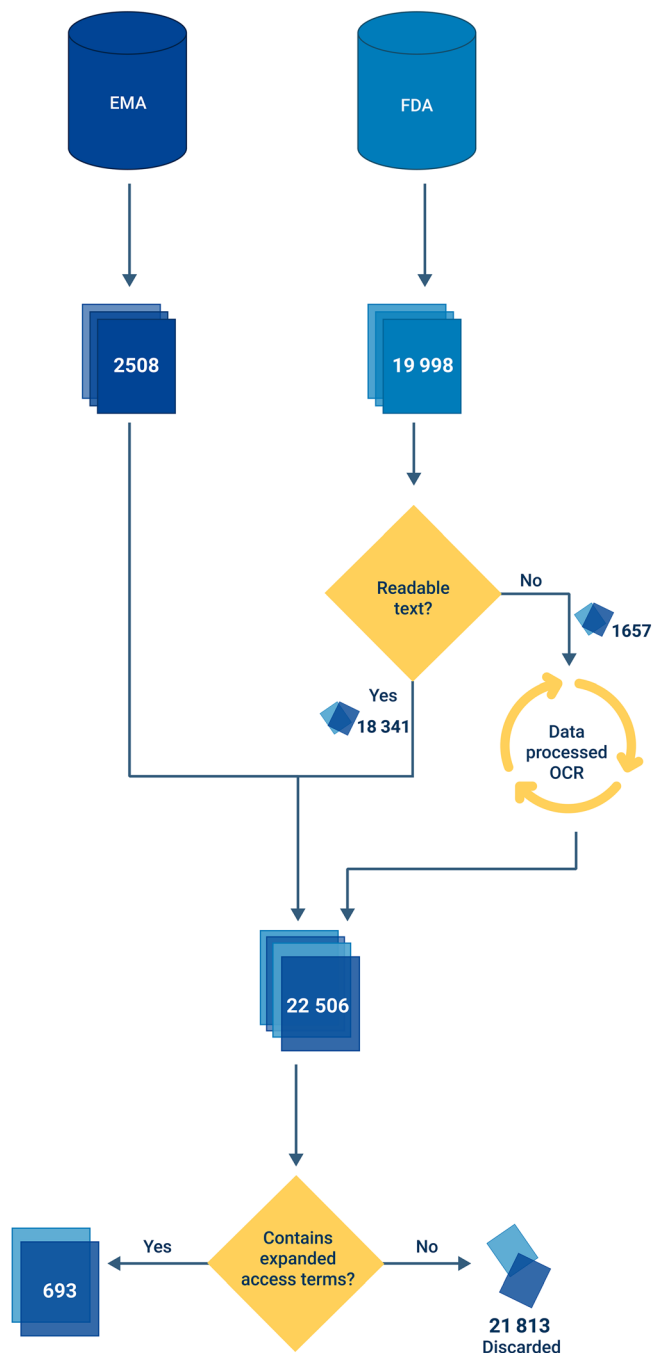 EMA
FDA
2508
19 998
Readable
text?
No
1657
Yes
18 341
Data
processed
OCR
22 506
Contains
expanded
access terms?
Yes
No
693
21 813
Discarded